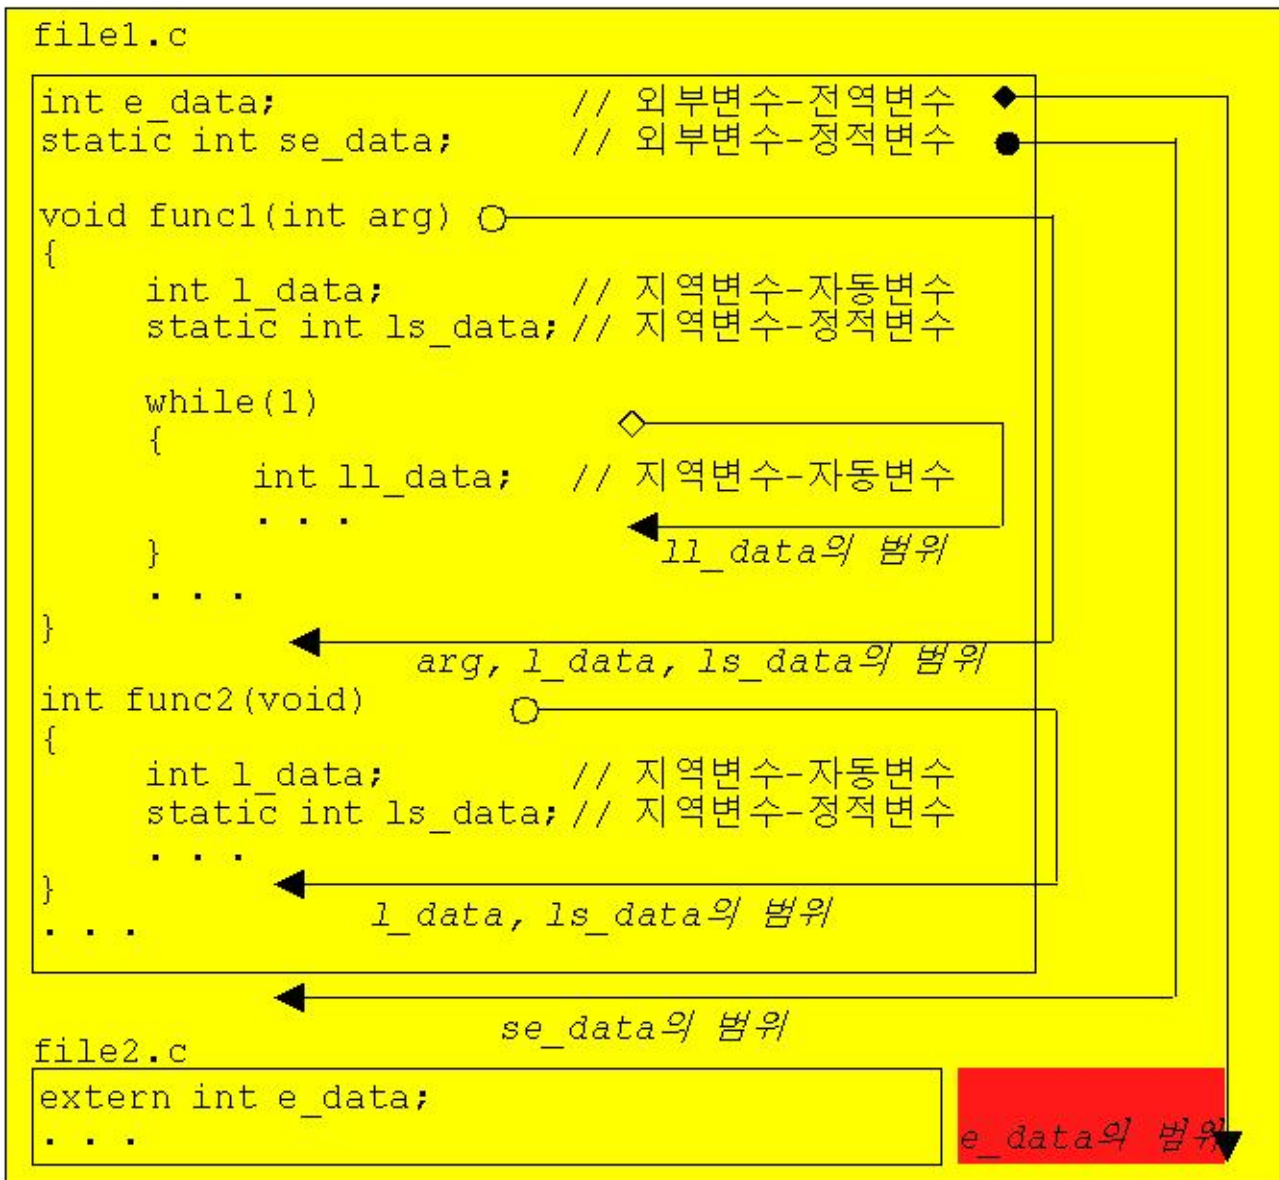 file1.c
int e_data; // 외부변수-전역변수
static int se_data; // 외부변수-정적변수
void func1(int arg)
{
int l_data; // 지역변수-자동변수
static int ls_data; // 지역변수-정적변수
while(1)
{
int ll_data; // 지역변수-자동변수
. . .
}
ll_data의 범위
. . .
}
arg, l_data, ls_data의 범위
int func2(void)
{
int l_data; // 지역변수-자동변수
static int ls_data; // 지역변수-정적변수
. . .
}
l_data, ls_data의 범위
. . .
se_data의 범위
file2.c
extern int e_data;
. . .
e_data의 범위